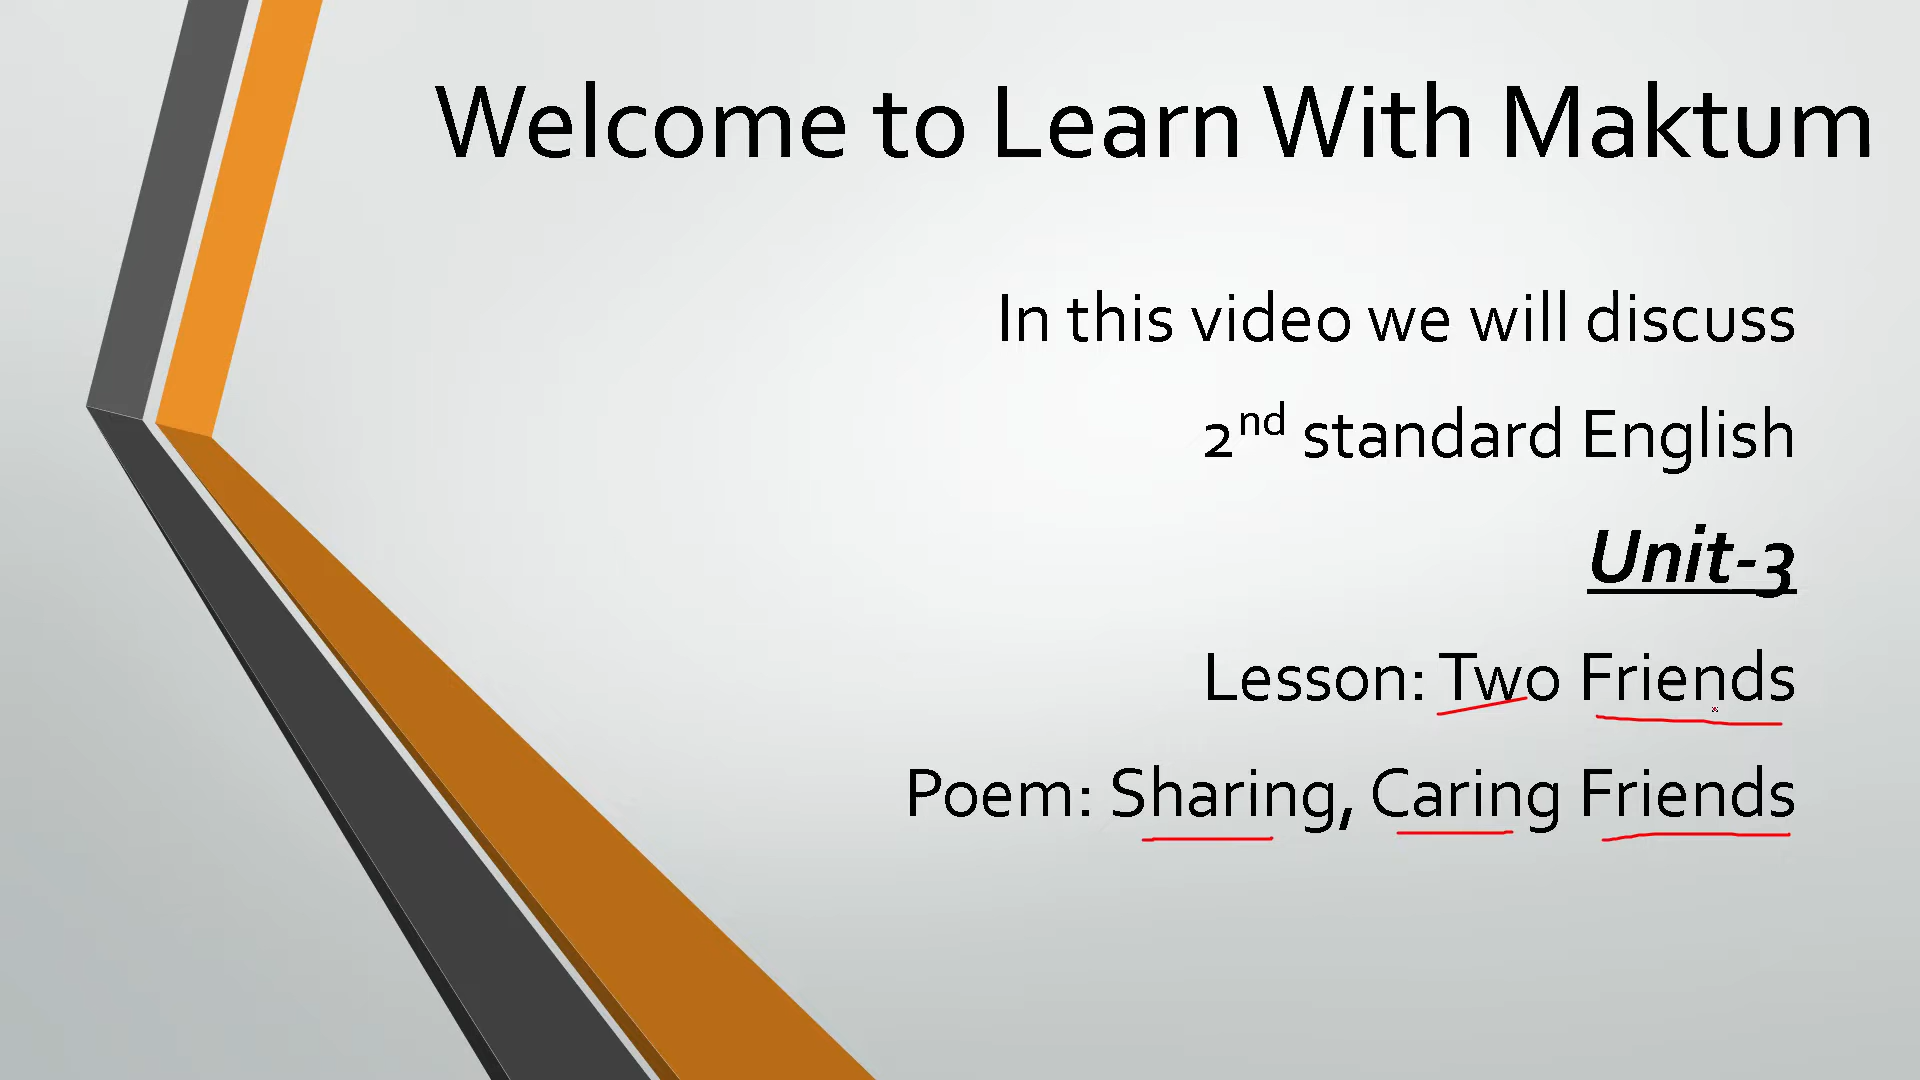 Welcome to Learn With Maktum
In this video we will discuss
2nd standard English
Unit-3
Lesson: Two Friends
Poem: Sharing, Caring Friends